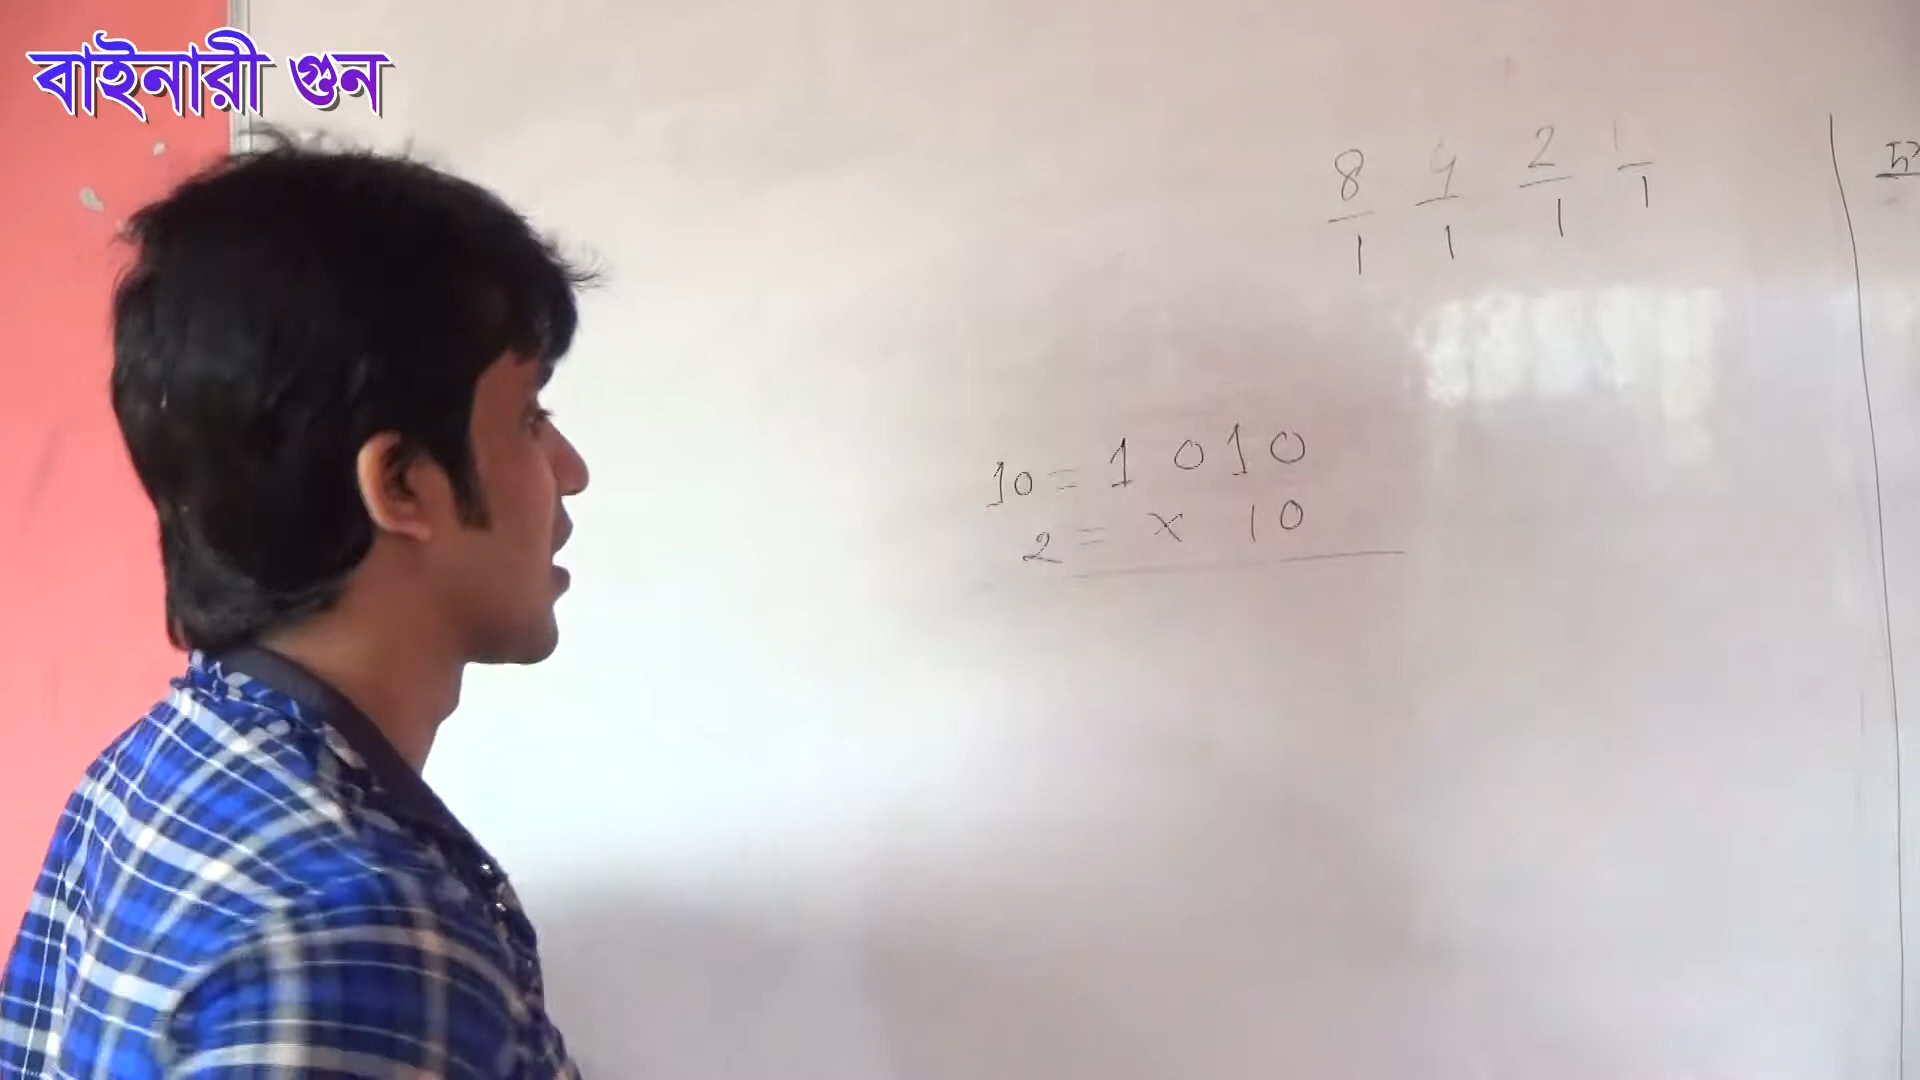 বাইনারী গুন
8 4 2 1
1 1 1 1
10 = 1 0 1 0
2 = × 1 0